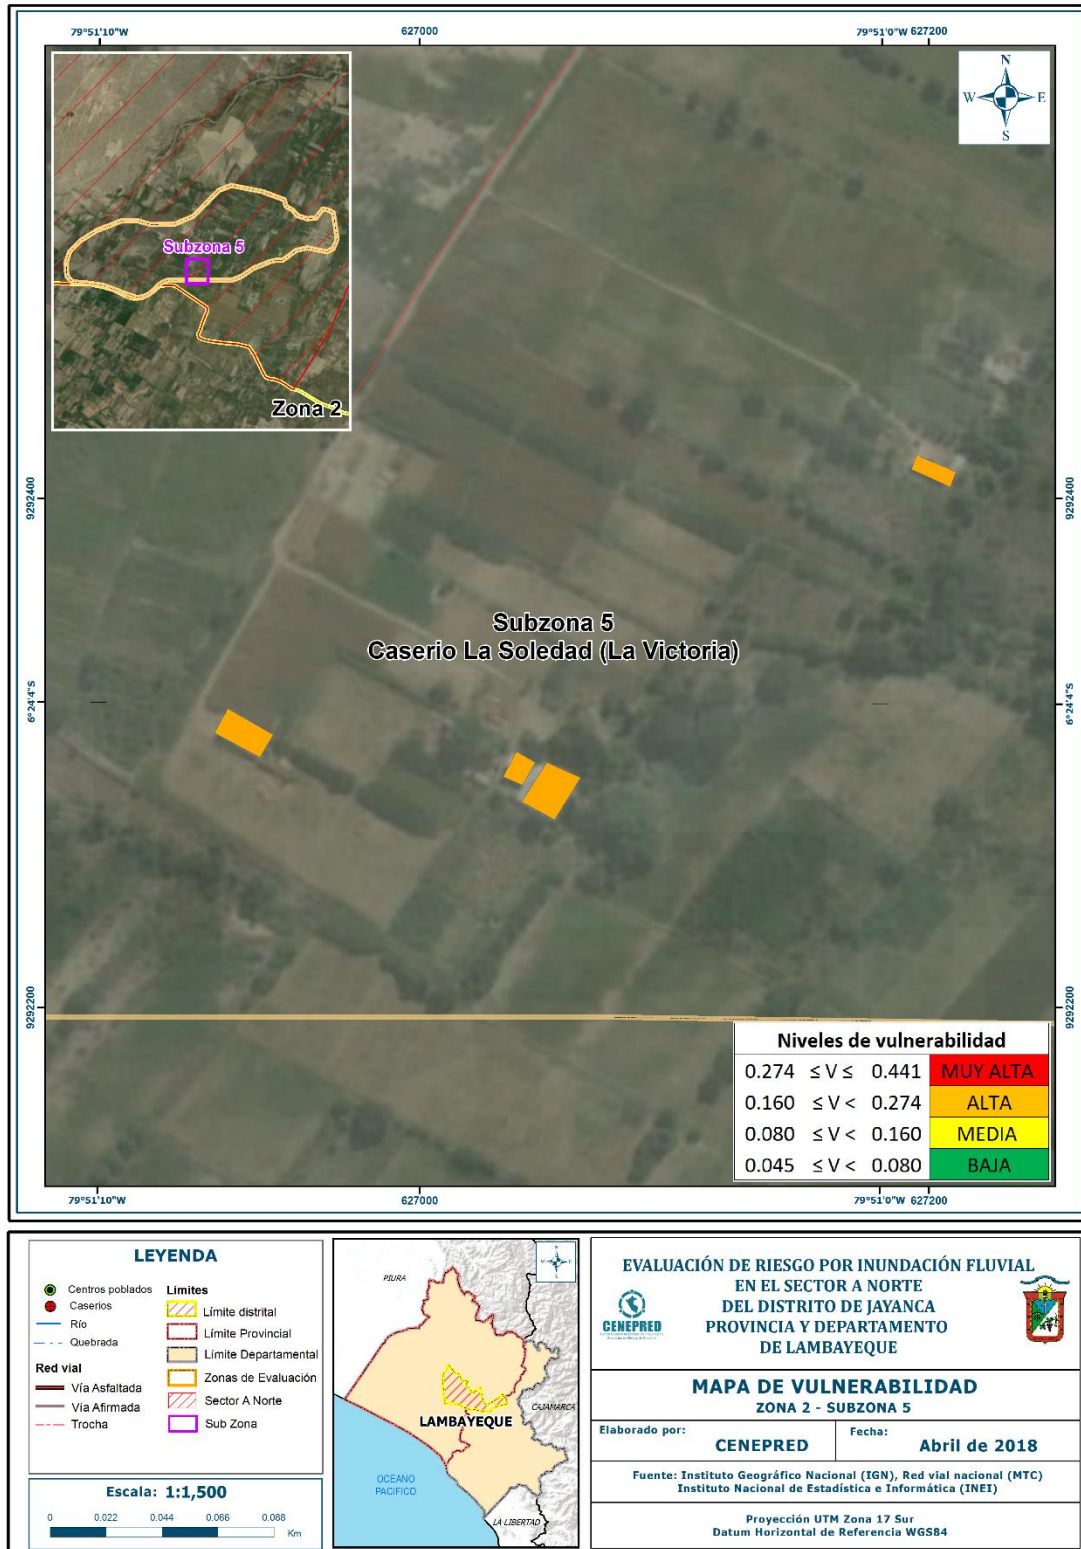 79°51'10"W
627000
79°51'0"W
627200
N
W
E
S
Subzona 5
Zona 2
9292400
9292400
Subzona 5
Caserio La Soledad (La Victoria)
6°24'4"S
6°24'4"S
9292200
9292200
Niveles de vulnerabilidad
0.274 ≤ V ≤ 0.441 MUY ALTA
0.160 ≤ V < 0.274 ALTA
0.080 ≤ V < 0.160 MEDIA
0.045 ≤ V < 0.080 BAJA
79°51'10"W
627000
79°51'0"W
627200
LEYENDA
Centros poblados
Caserios
Río
Quebrada
Red vial
Vía Asfaltada
Vía Afirmada
Trocha
Límites
Límite distrital
Límite Provincial
Límite Departamental
Zonas de Evaluación
Sector A Norte
Sub Zona
Escala: 1:1,500
0 0.022 0.044 0.066 0.088
Km
PIURA
CAJAMARCA
LAMBAYEQUE
OCEANO
PACIFICO
LA LIBERTAD
EVALUACIÓN DE RIESGO POR INUNDACIÓN FLUVIAL
EN EL SECTOR A NORTE
DEL DISTRITO DE JAYANCA
PROVINCIA Y DEPARTAMENTO
DE LAMBAYEQUE
CENEPRED
MAPA DE VULNERABILIDAD
ZONA 2 - SUBZONA 5
Elaborado por:
CENEPRED
Fecha:
Abril de 2018
Fuente: Instituto Geográfico Nacional (IGN), Red vial nacional (MTC)
Instituto Nacional de Estadística e Informática (INEI)
Proyección UTM Zona 17 Sur
Datum Horizontal de Referencia WGS84